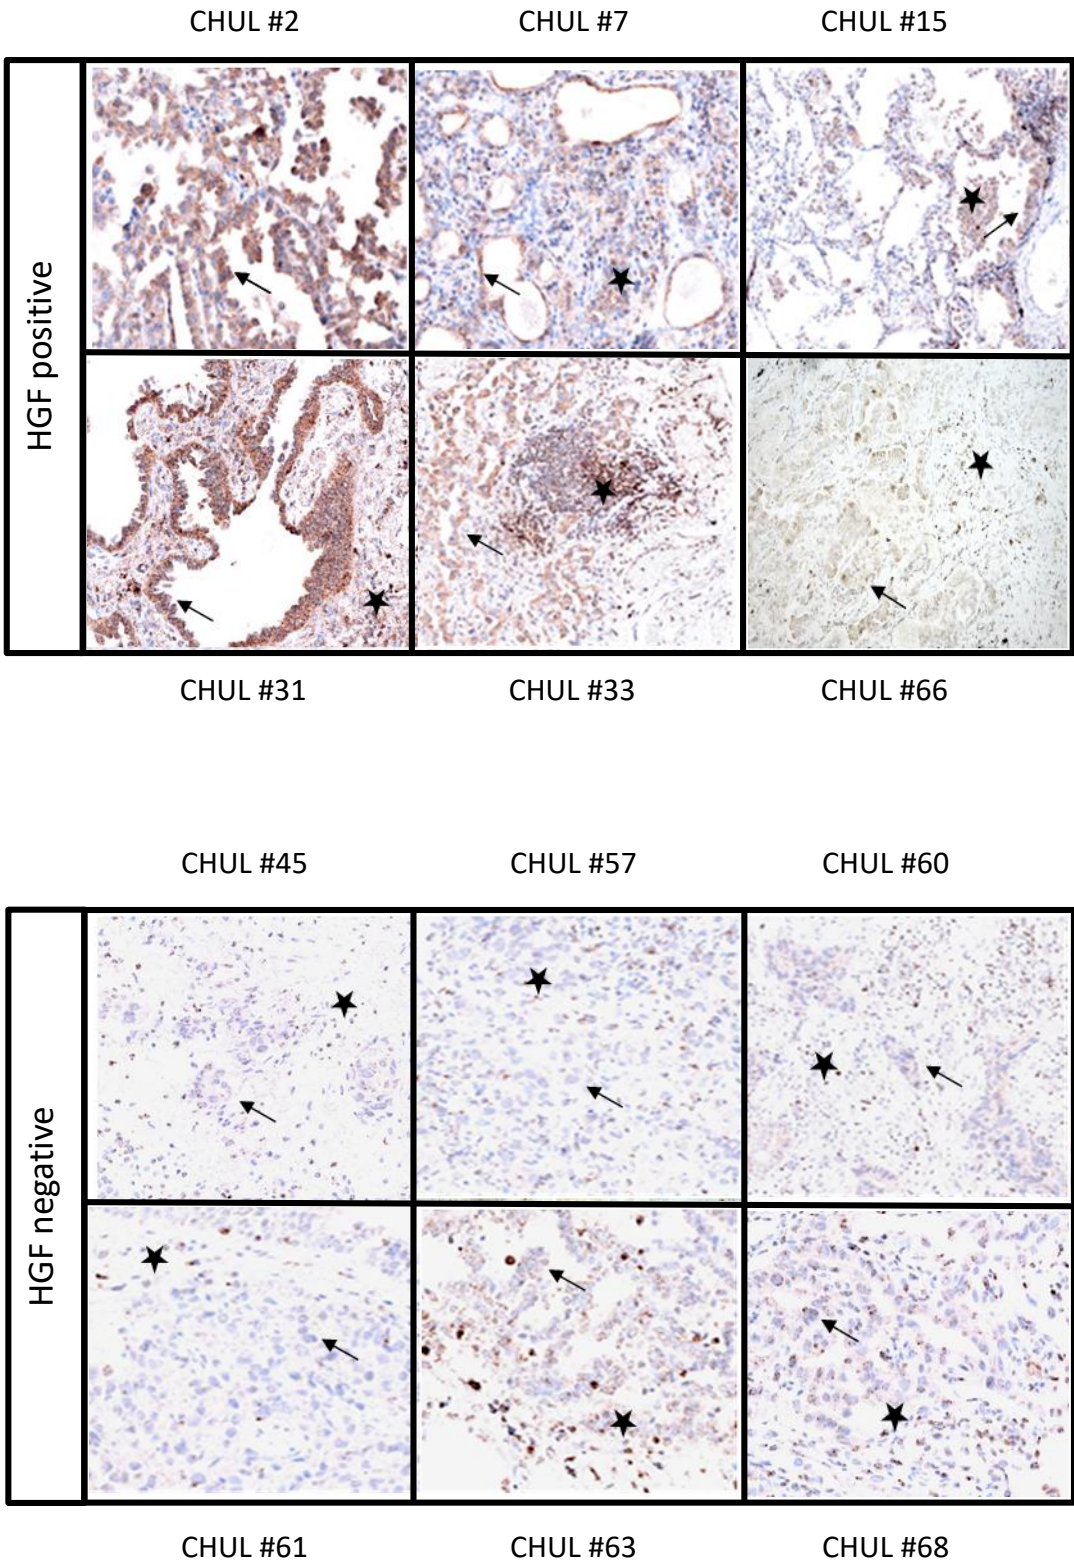 CHUL #2 CHUL #7 CHUL #15
HGF positive
CHUL #31 CHUL #33 CHUL #66
CHUL #45 CHUL #57 CHUL #60
HGF negative
CHUL #61 CHUL #63 CHUL #68